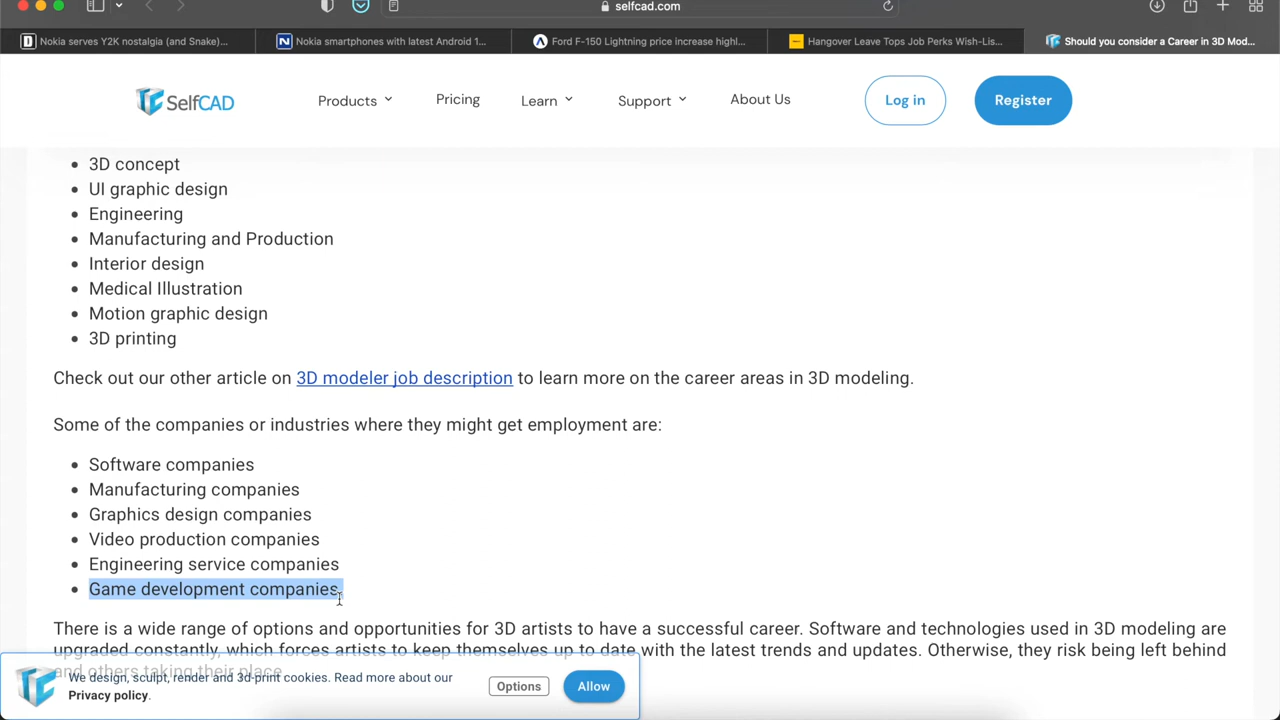 selfcad.com
Nokia serves Y2K nostalgia (and Snake)...
Nokia smartphones with latest Android 1...
Ford F-150 Lightning price increase highl...
Hangover Leave Tops Job Perks Wish-Lis...
Should you consider a Career in 3D Mod...
SelfCAD
Products
Pricing
Learn
Support
About Us
Log in
Register
• 3D concept
• UI graphic design
• Engineering
• Manufacturing and Production
• Interior design
• Medical Illustration
• Motion graphic design
• 3D printing
Check out our other article on 3D modeler job description to learn more on the career areas in 3D modeling.
Some of the companies or industries where they might get employment are:
• Software companies
• Manufacturing companies
• Graphics design companies
• Video production companies
• Engineering service companies
• Game development companies.
There is a wide range of options and opportunities for 3D artists to have a successful career. Software and technologies used in 3D modeling are
upgraded constantly, which forces artists to keep themselves up to date with the latest trends and updates. Otherwise, they risk being left behind
and others taking their place
We design, sculpt, render and 3d-print cookies. Read more about our
Privacy policy.
Options
Allow